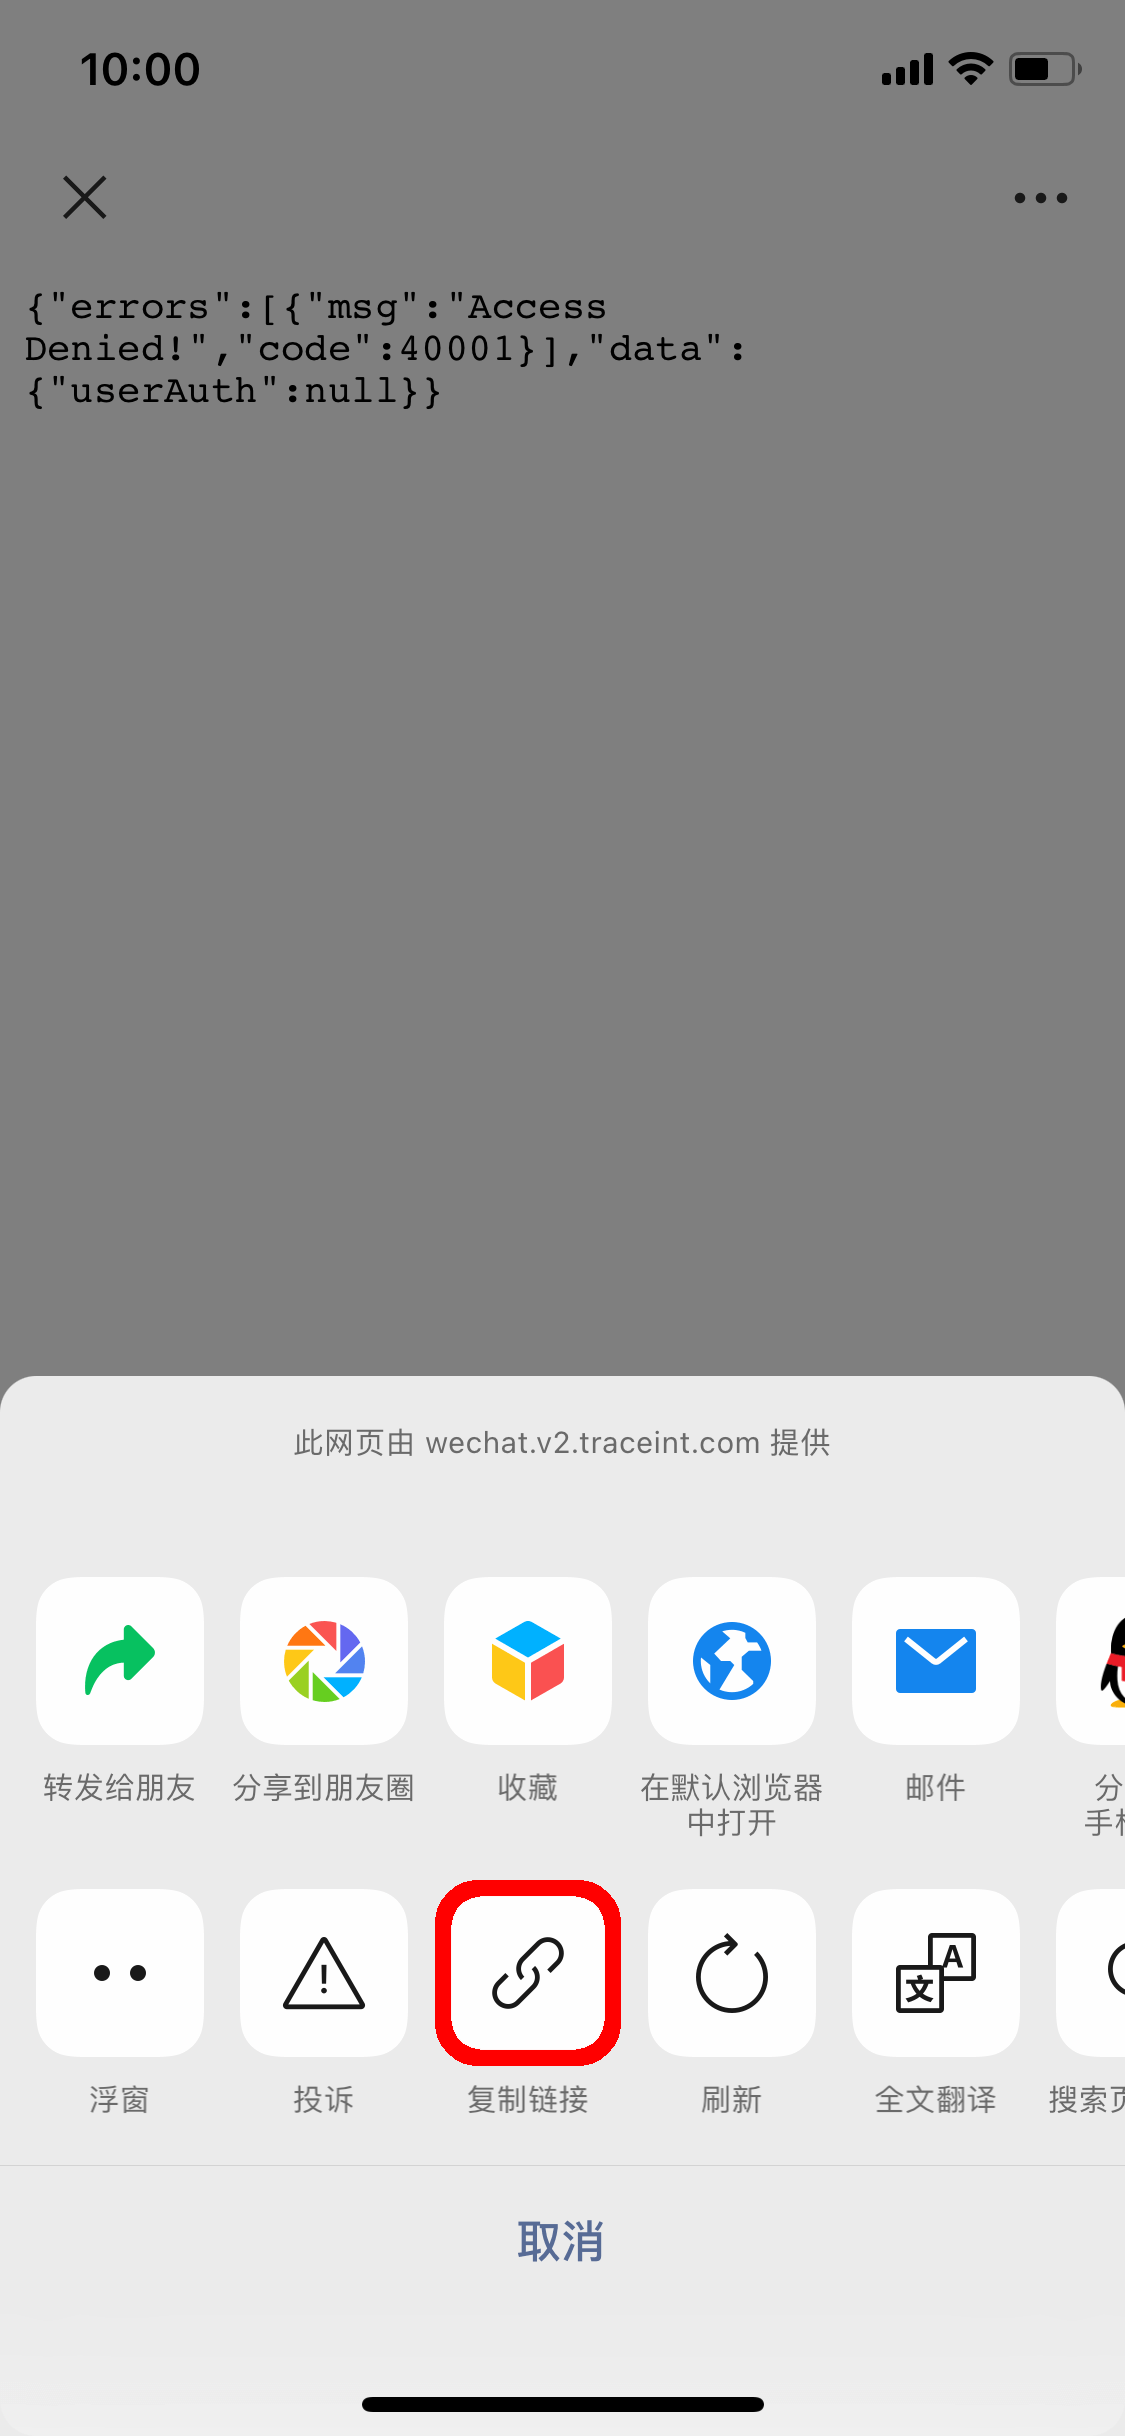 10:00
{"errors":[{"msg":"Access
Denied!","code":40001}],"data":
{"userAuth":null}}
此网页由 wechat.v2.traceint.com 提供
转发给朋友
分享到朋友圈
收藏
在默认浏览器
中打开
邮件
分
手
浮窗
投诉
复制链接
刷新
A
文
全文翻译
搜索页
取消